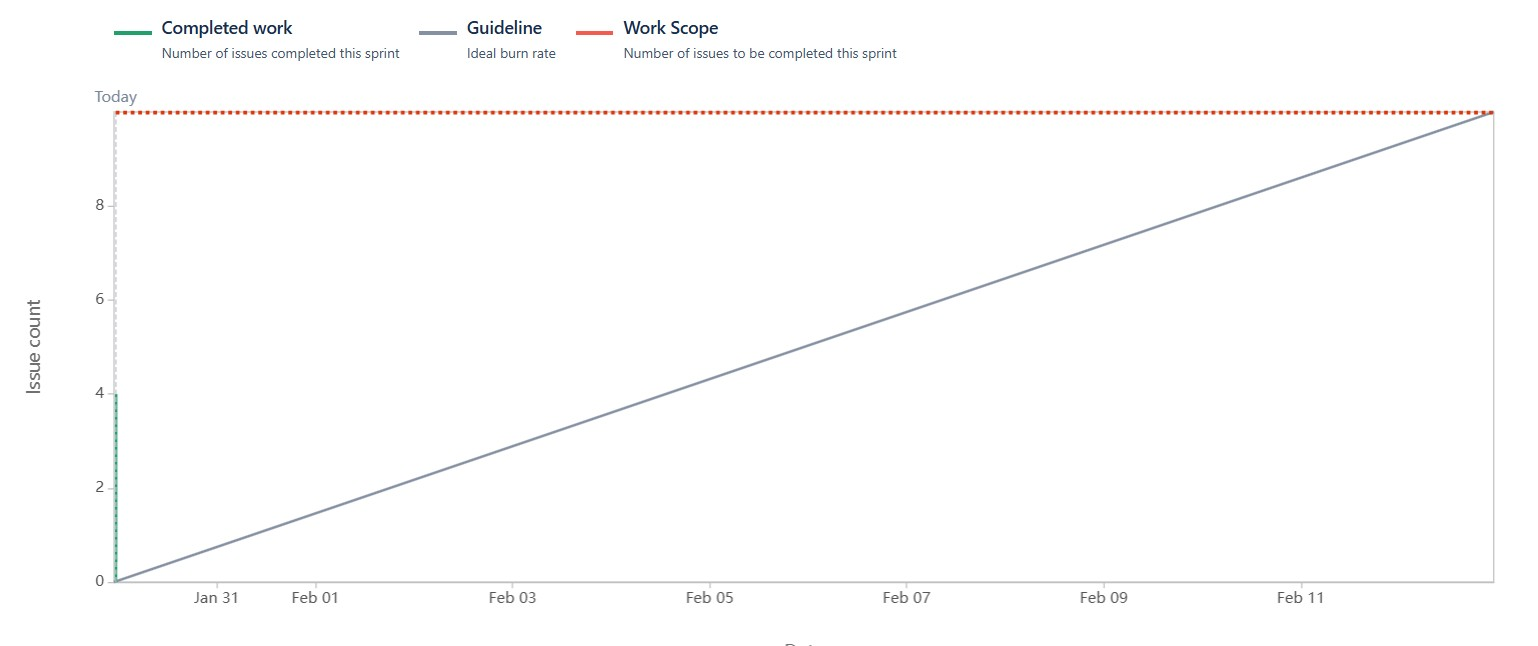 Completed work
Number of issues completed this sprint
Guideline
Ideal burn rate
Work Scope
Number of issues to be completed this sprint
Today
8
6
4
2
0
Issue count
Jan 31 Feb 01 Feb 03 Feb 05 Feb 07 Feb 09 Feb 11